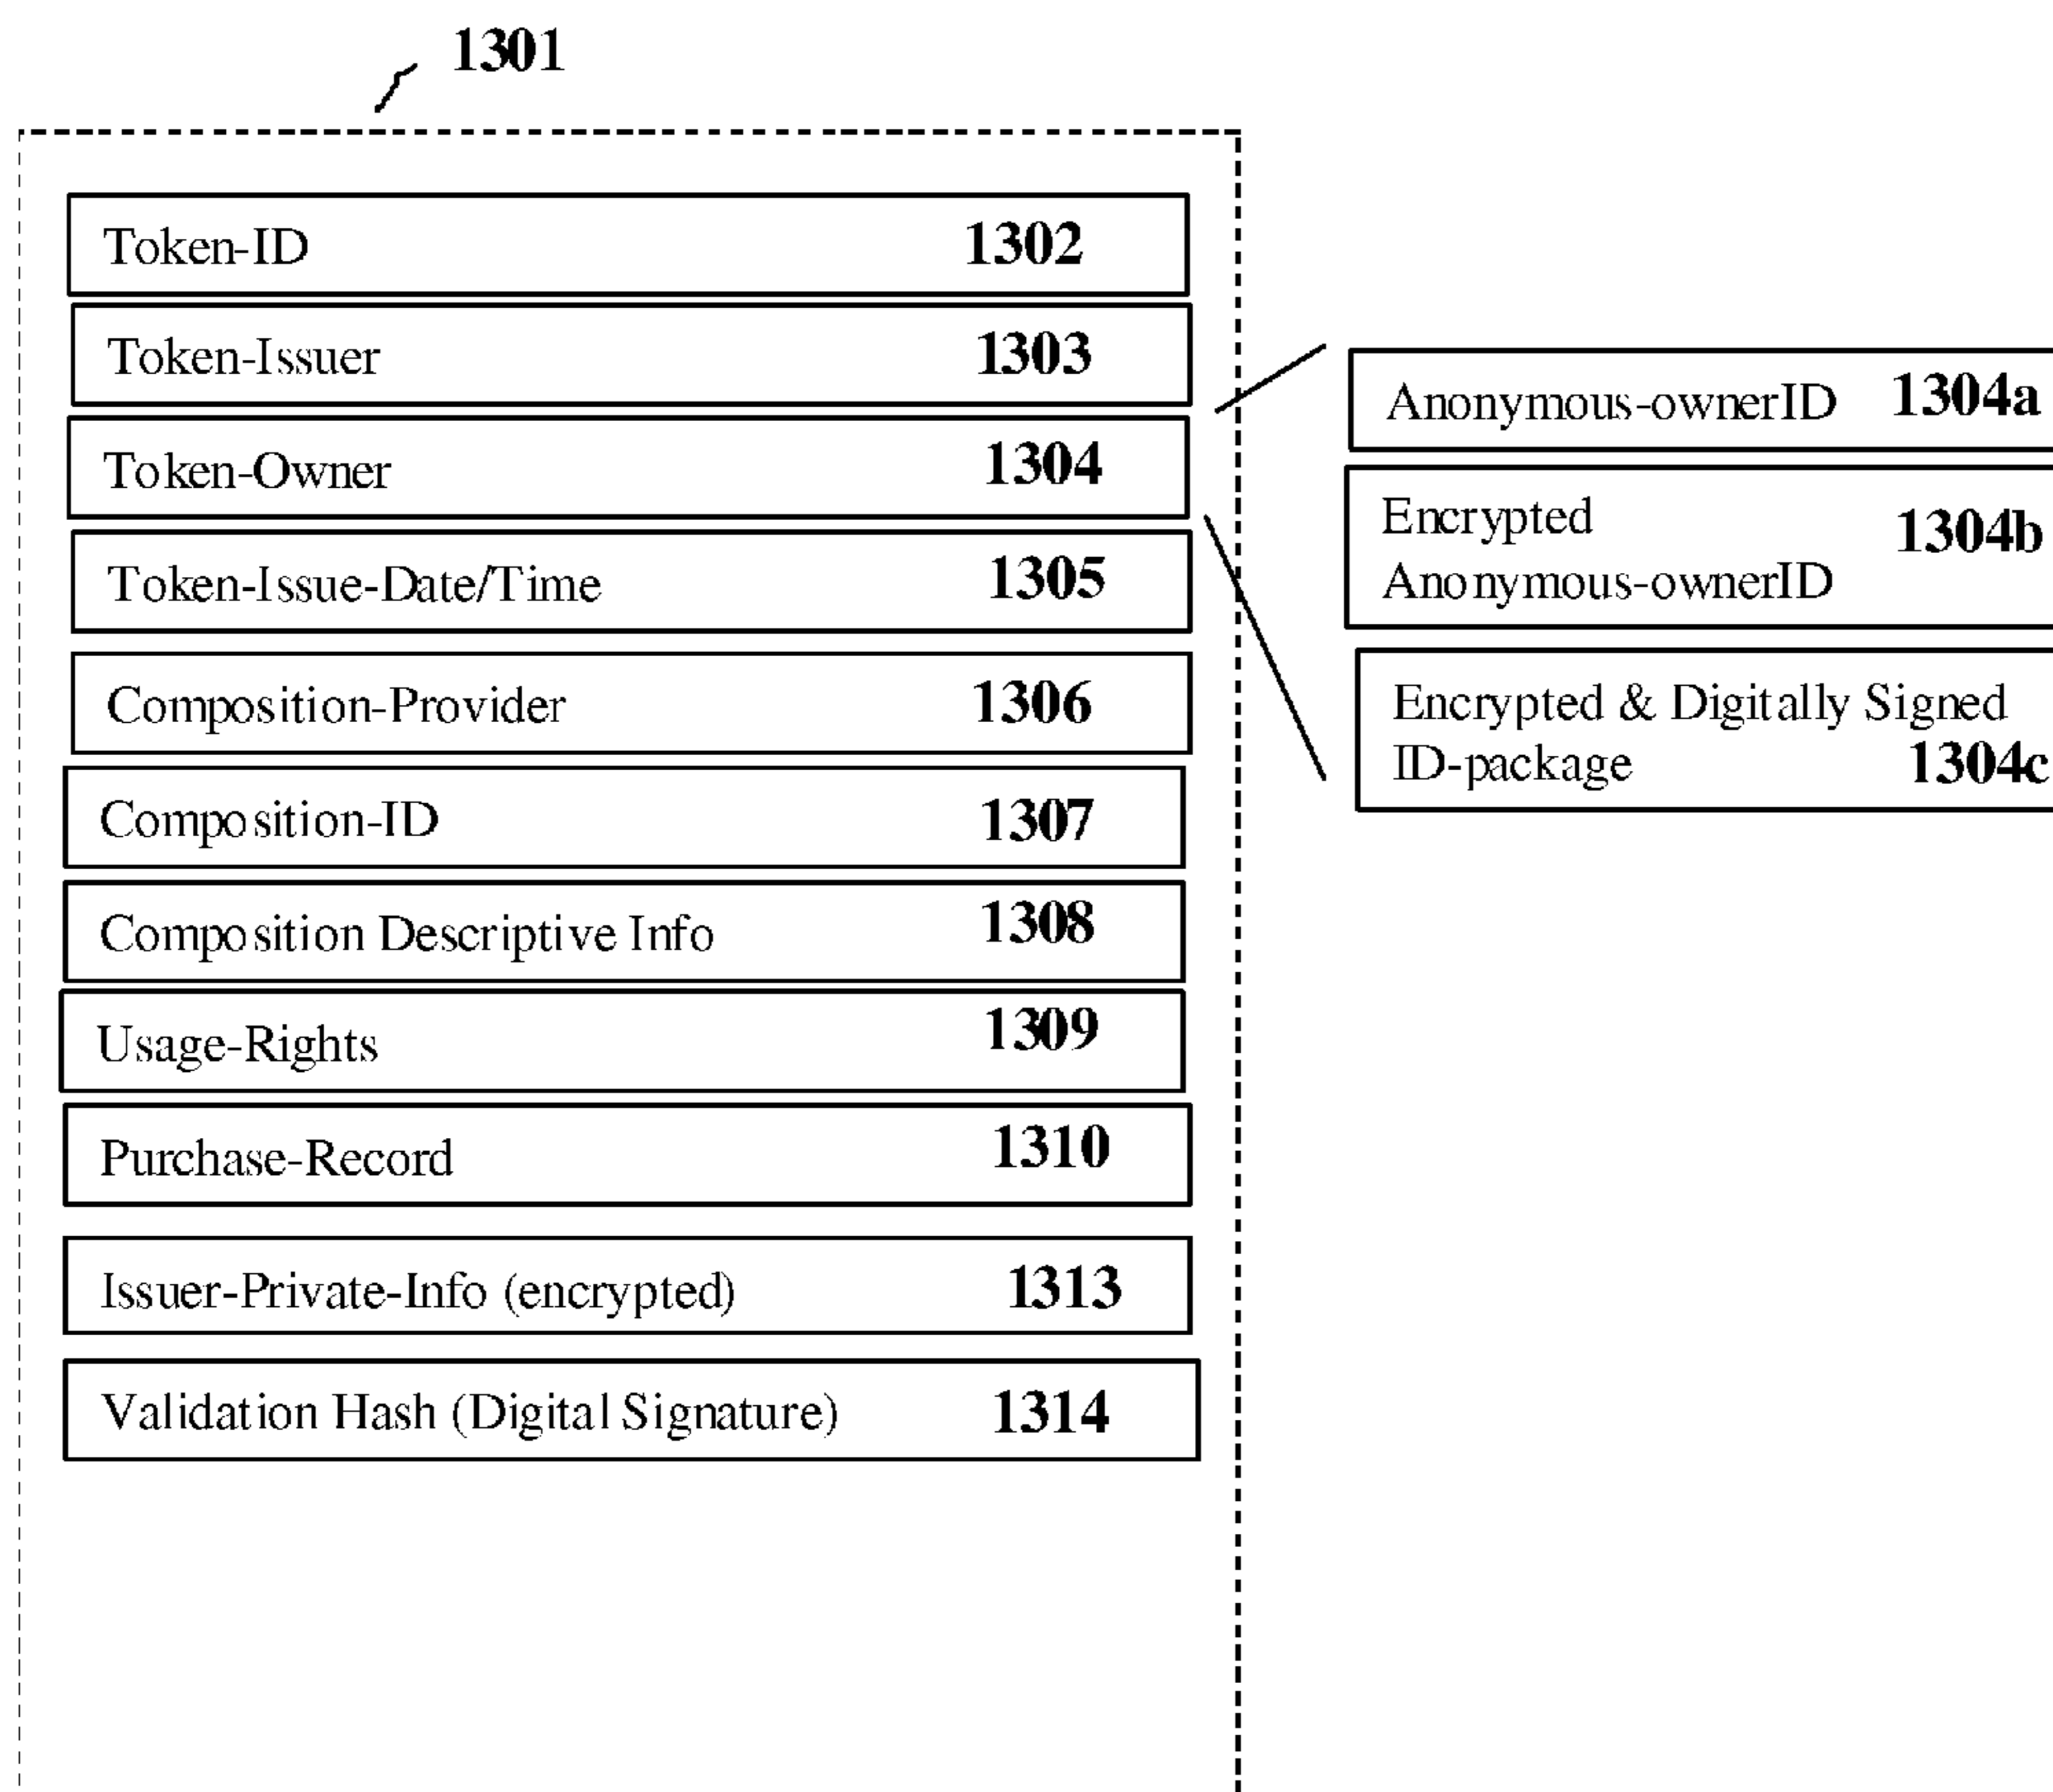 1301
Token-ID 1302
Token-Issuer 1303
Token-Owner 1304
Token-Issue-Date/Time 1305
Composition-Provider 1306
Composition-ID 1307
Composition Descriptive Info 1308
Usage-Rights 1309
Purchase-Record 1310
Issuer-Private-Info (encrypted) 1313
Validation Hash (Digital Signature) 1314
Anonymous-ownerID 1304a
Encrypted
1304b
Anonymous-ownerID
Encrypted & Digitally Signed
ID-package 1304c